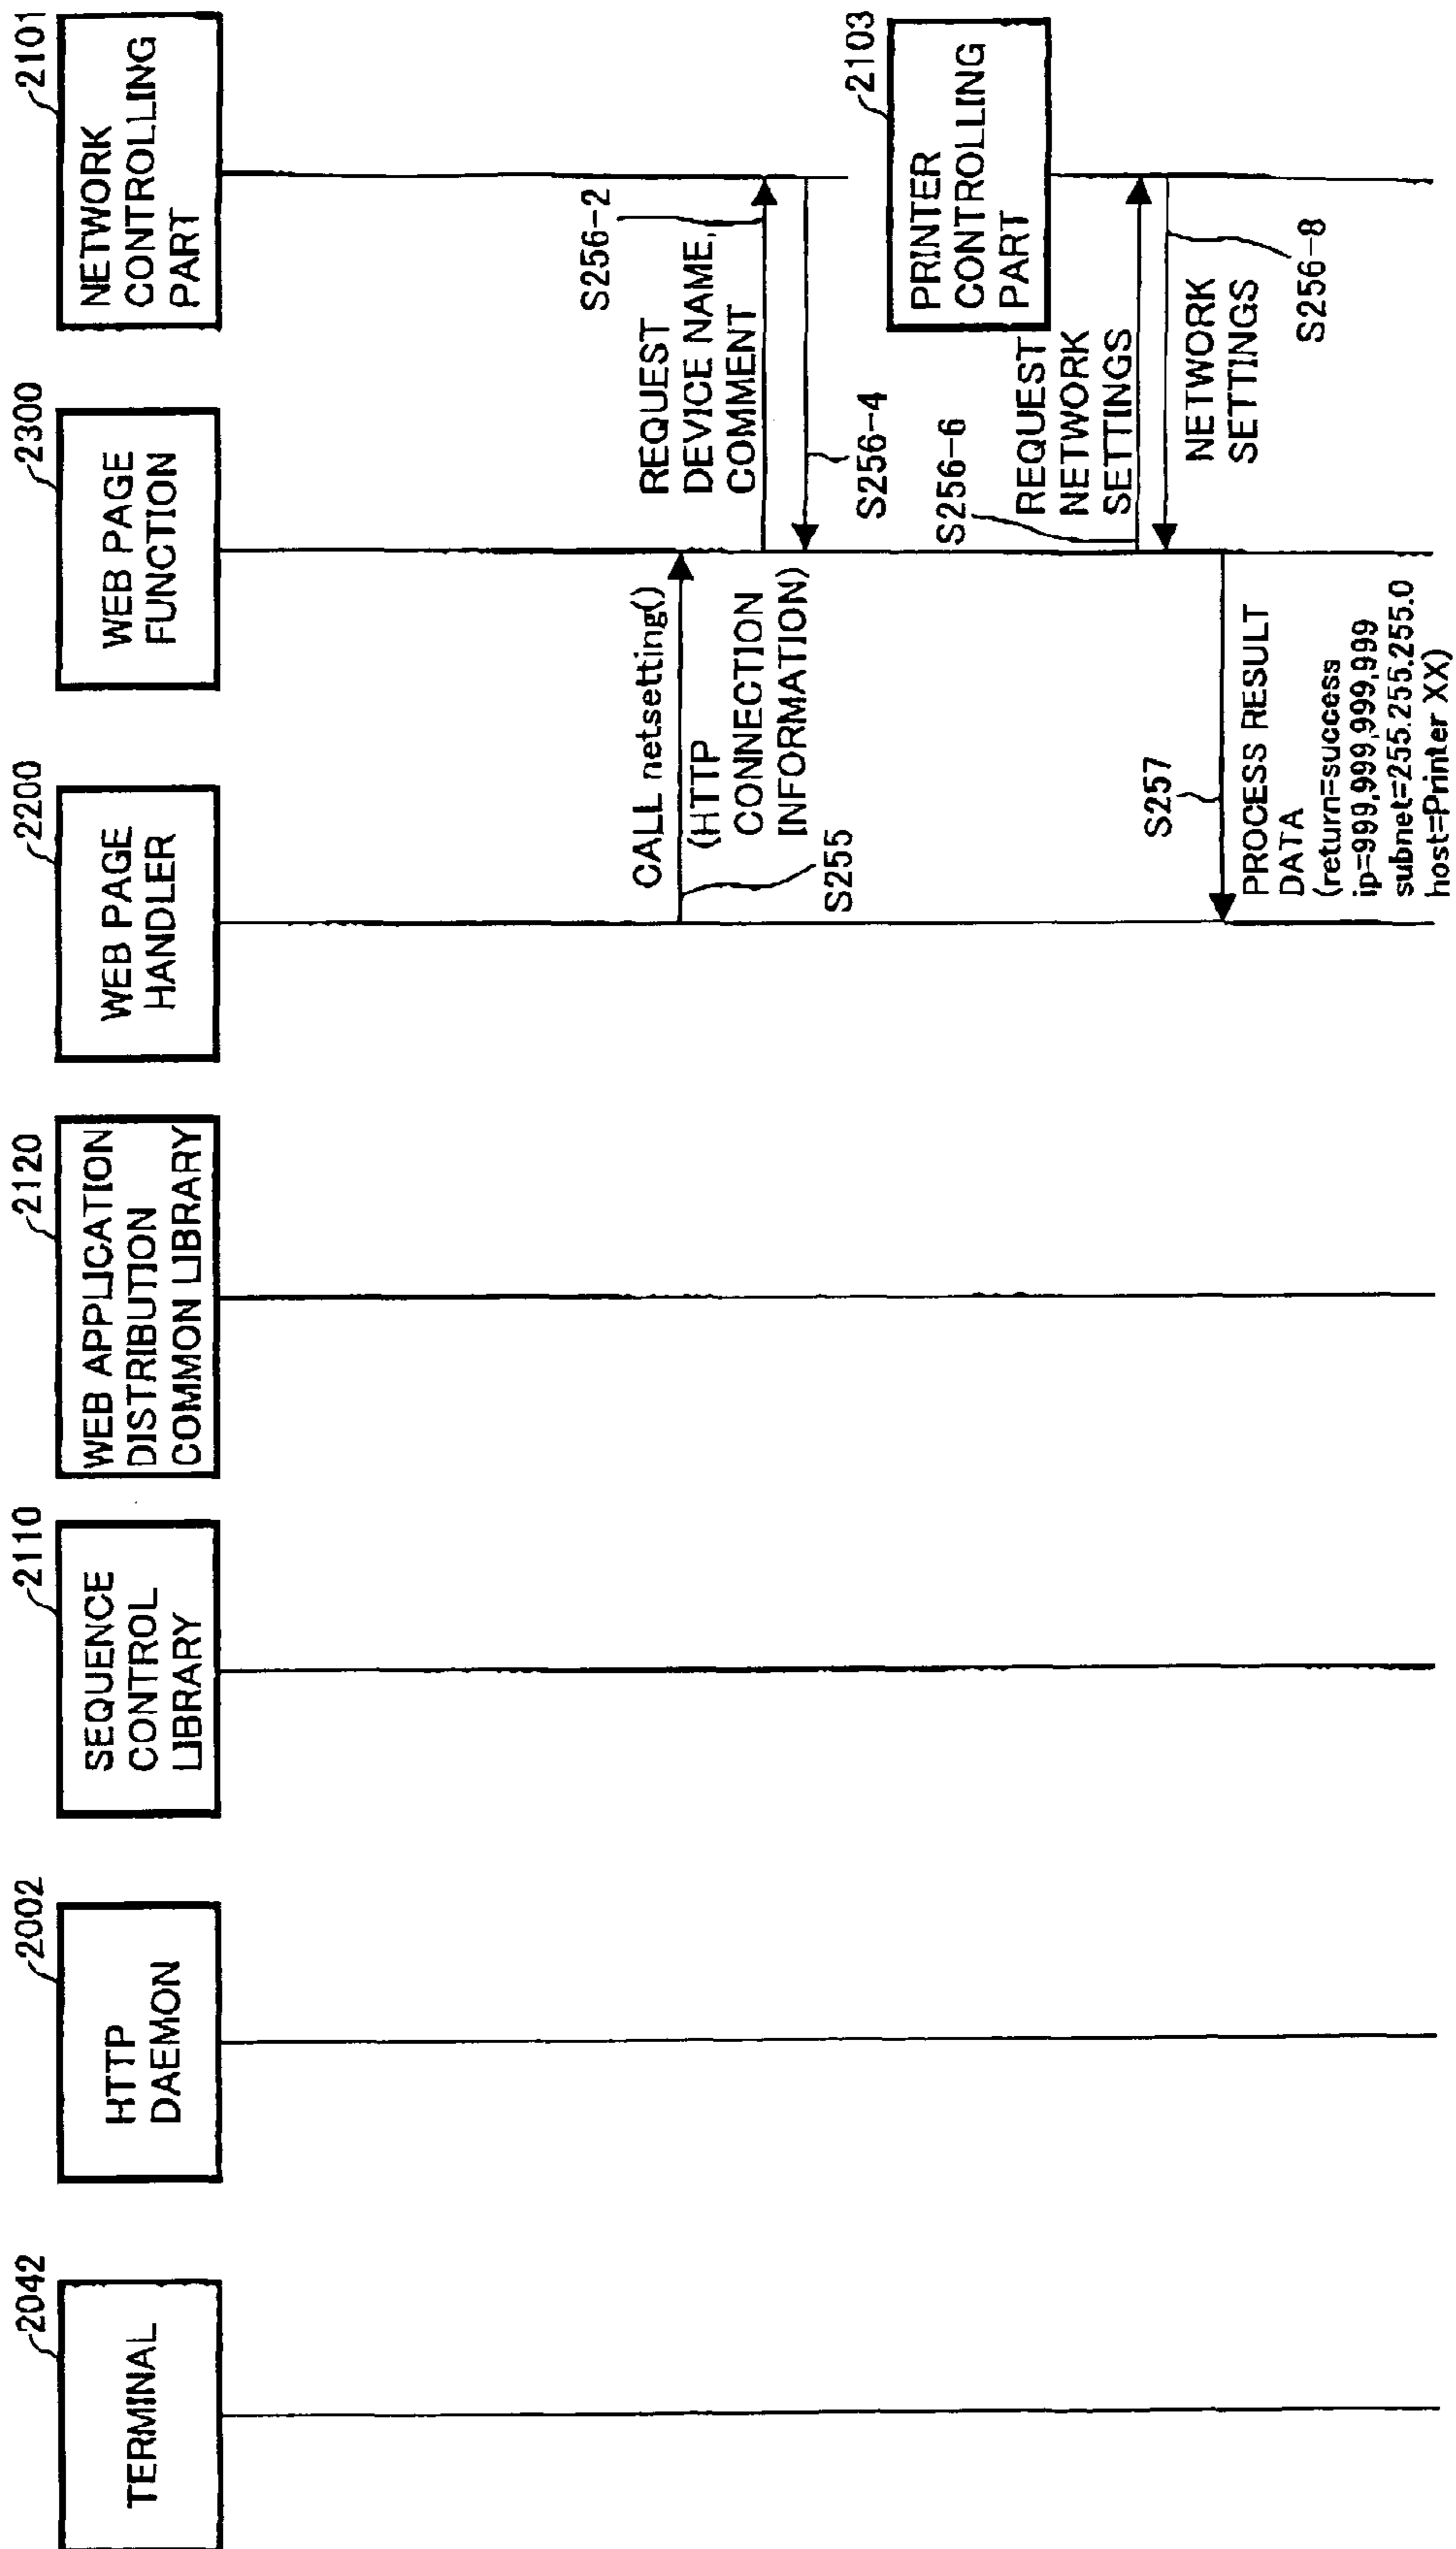 2042
TERMINAL
2002
HTTP
DAEMON
2110
SEQUENCE
CONTROL
LIBRARY
2120
WEB APPLICATION
DISTRIBUTION
COMMON LIBRARY
2200
WEB PAGE
HANDLER
2300
WEB PAGE
FUNCTION
2101
NETWORK
CONTROLLING
PART
CALL netsetting()
(HTTP
CONNECTION
INFORMATION)
S255
S256-2
REQUEST
DEVICE NAME,
COMMENT
S256-4
2103
PRINTER
CONTROLLING
PART
S256-6
REQUEST
NETWORK
SETTINGS
NETWORK
SETTINGS
S256-8
S257
PROCESS RESULT
DATA
(return=success
ip=999,999,999,999
subnet=255.255.255.0
host=Printer XX)